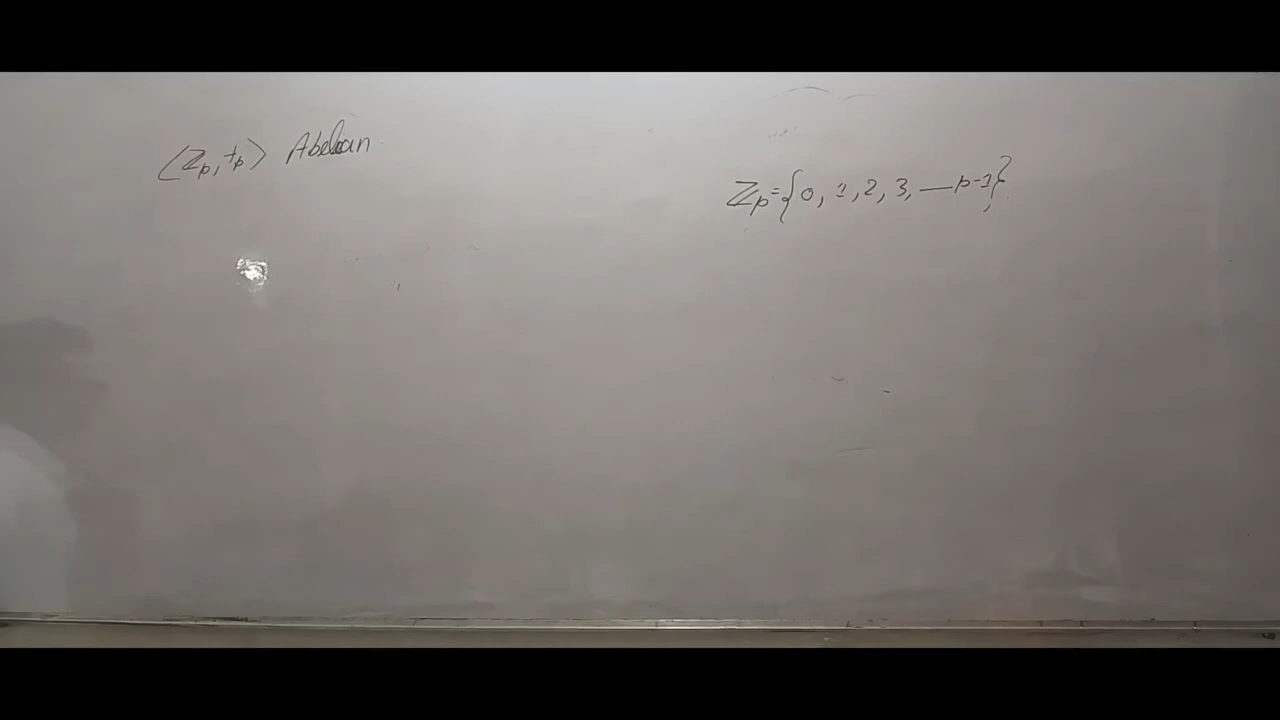 ⟨ℤp, +p⟩ Abelian
ℤp = {0, 1, 2, 3, — p-1}